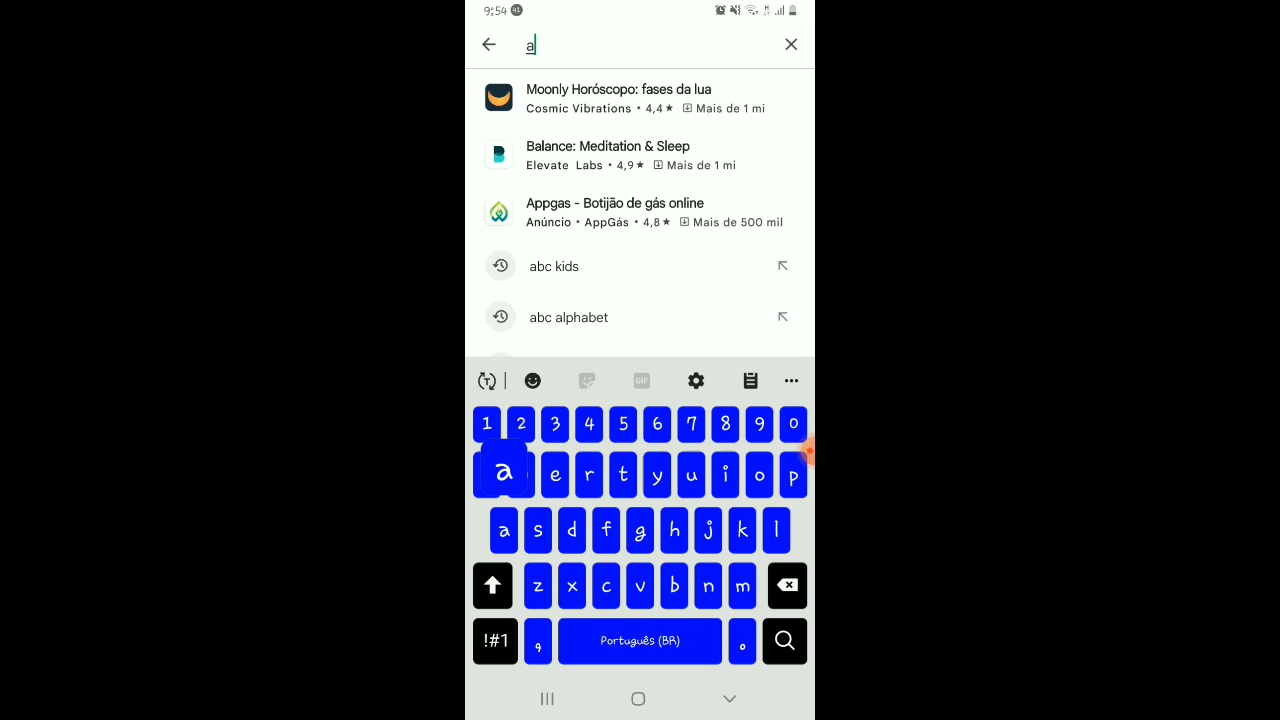 9:54 41
a
Moonly Horóscopo: fases da lua
Cosmic Vibrations • 4,4★ Mais de 1 mi
Balance: Meditation & Sleep
Elevate Labs • 4,9★ Mais de 1 mi
Appgas - Botijão de gás online
Anúncio • AppGás • 4,8★ Mais de 500 mil
abc kids
abc alphabet
T GIF
1 2 3 4 5 6 7 8 9 0
a e r t y u i o p
a s d f g h j k l
z x c v b n m
!#1 , Português (BR) .